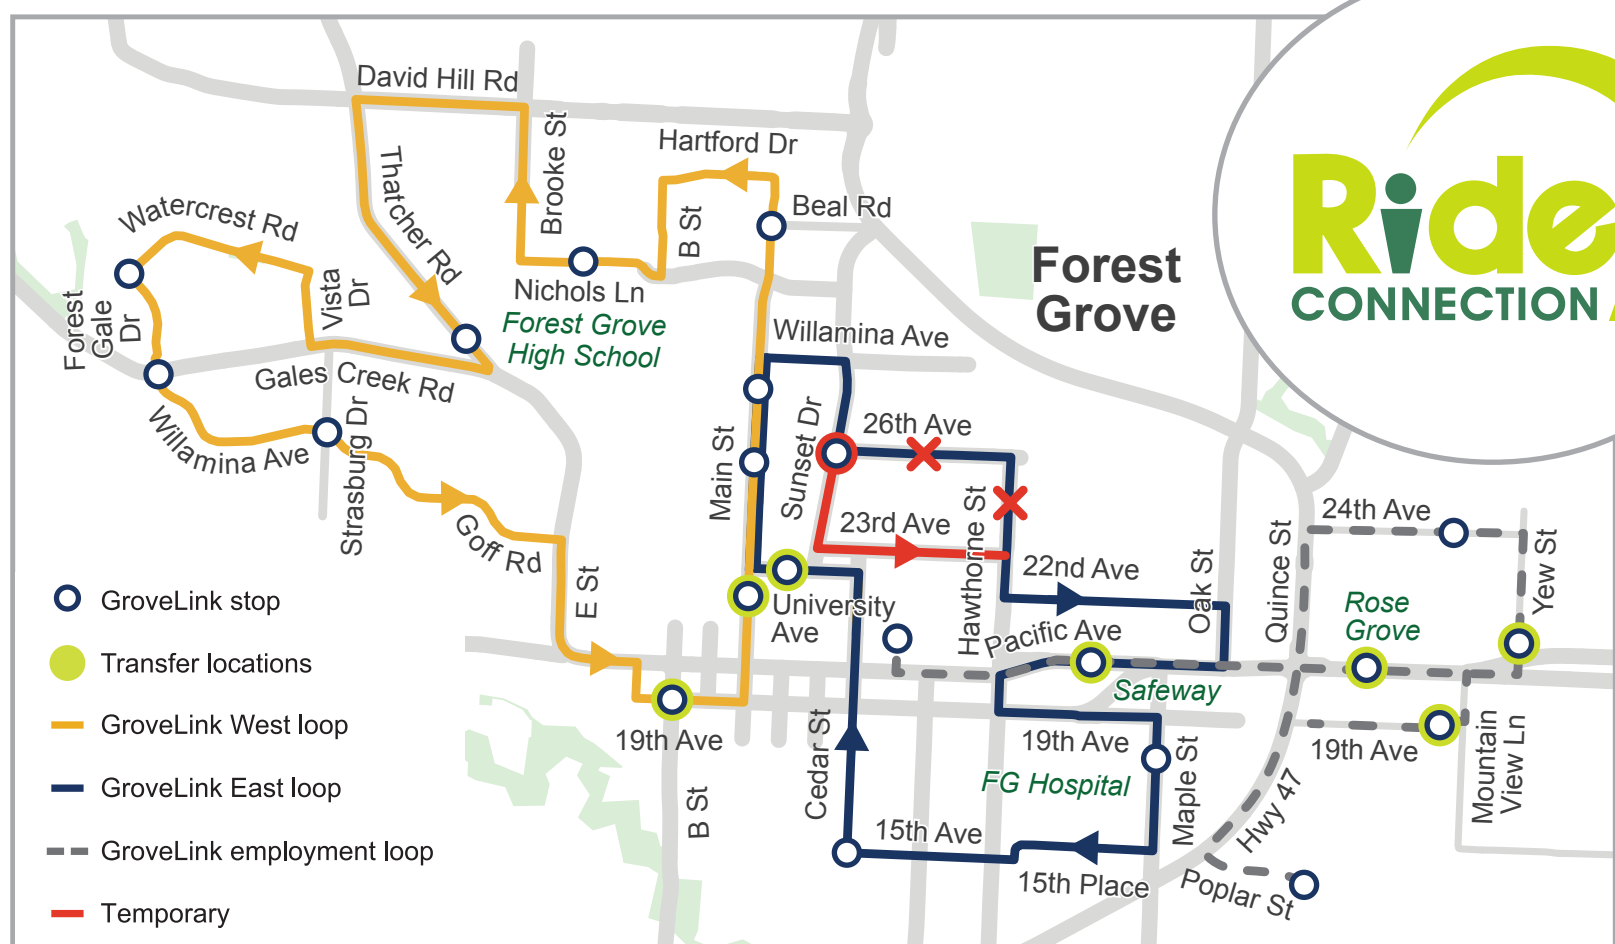 David Hill Rd
Hartford Dr
Brooke St
Thatcher Rd
B St
Beal Rd
Watercrest Rd
Vista
Dr
Forest
Gale
Dr
Nichols Ln
Forest Grove
High School
Forest
Grove
Ride
CONNECTION
Willamina Ave
Gales Creek Rd
Willamina Ave
Strasburg Dr
Goff Rd
Main St
Sunset Dr
26th Ave
23rd Ave
Hawthorne St
22nd Ave
Oak St
Quince St
24th Ave
Yew St
E St
University
Ave
Pacific Ave
Safeway
Rose
Grove
19th Ave
B St
Cedar St
19th Ave
FG Hospital
Maple St
15th Ave
15th Place
Hwy 47
Poplar St
19th Ave
Mountain
View Ln
GroveLink stop
Transfer locations
GroveLink West loop
GroveLink East loop
GroveLink employment loop
Temporary